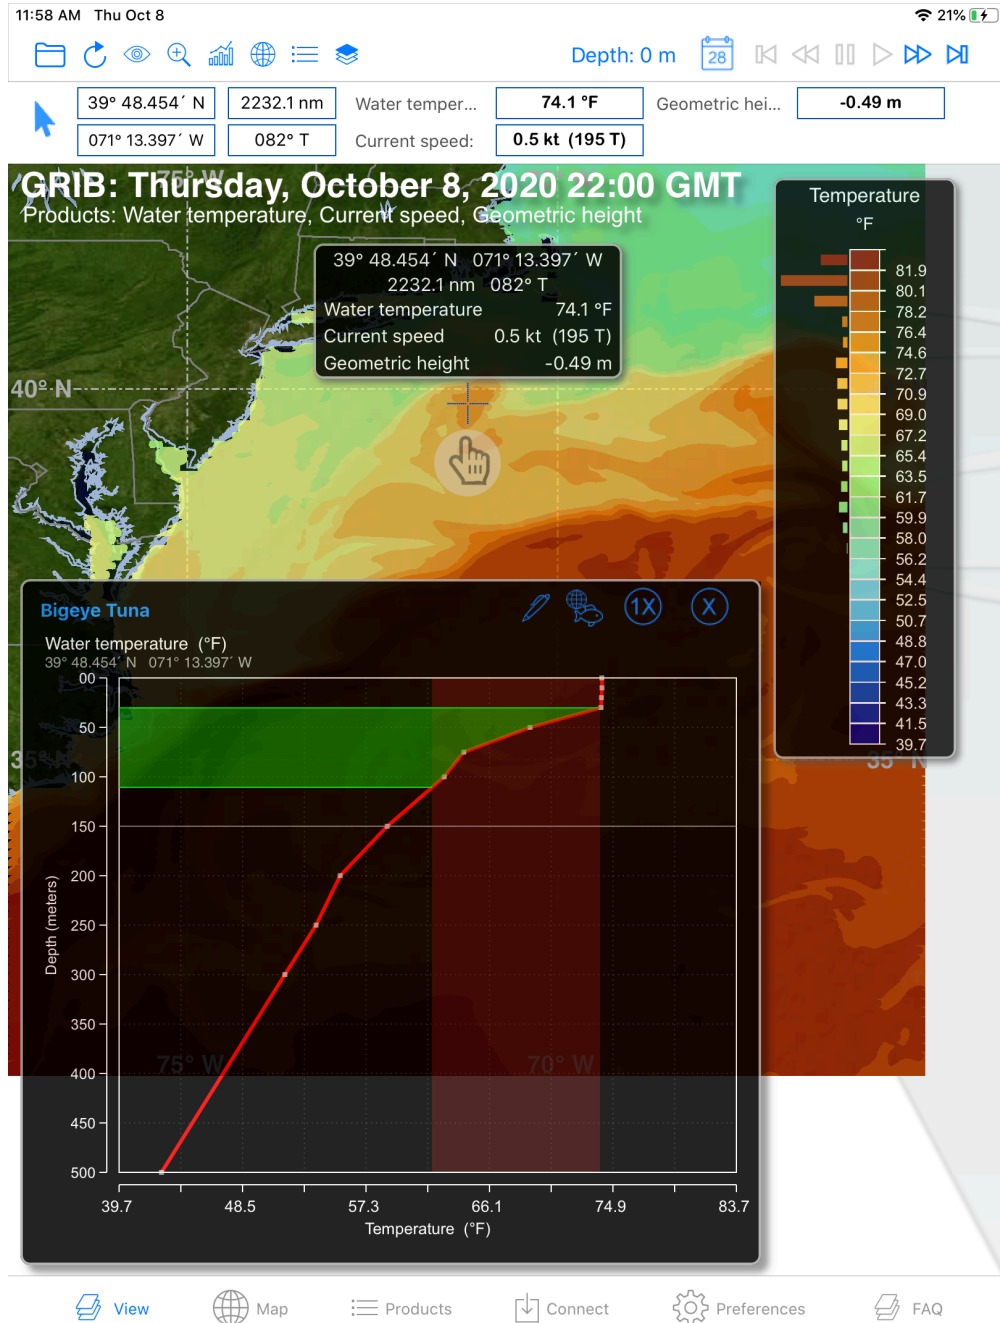 11:58 AM Thu Oct 8 21%
Depth: 0 m 28
39° 48.454´ N 2232.1 nm Water temper... 74.1 °F Geometric hei... -0.49 m
071° 13.397´ W 082° T Current speed: 0.5 kt (195 T)
75° W
GRIB: Thursday, October 8, 2020 22:00 GMT
Products: Water temperature, Current speed, Geometric height
39° 48.454´ N 071° 13.397´ W
2232.1 nm 082° T
Water temperature 74.1 °F
Current speed 0.5 kt (195 T)
Geometric height -0.49 m
Temperature
°F
81.9
80.1
78.2
76.4
74.6
72.7
70.9
69.0
67.2
65.4
63.5
61.7
59.9
58.0
56.2
54.4
52.5
50.7
48.8
47.0
45.2
43.3
41.5
39.7
40° N
35° N
35° N
Bigeye Tuna 1X X
Water temperature (°F)
39° 48.454´ N 071° 13.397´ W
00
50
100
150
200
250
300
350
400
450
500
Depth (meters)
75° W 70° W
39.7 48.5 57.3 66.1 74.9 83.7
Temperature (°F)
View Map Products Connect Preferences FAQ